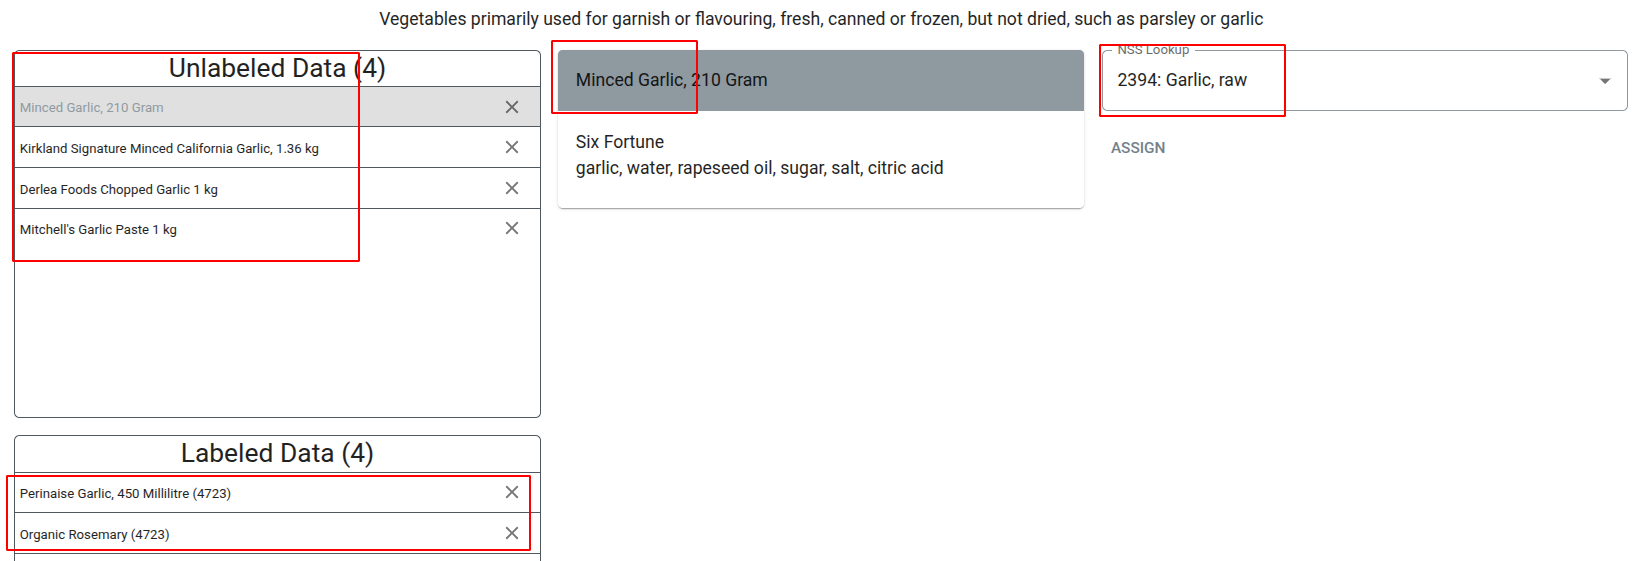 Vegetables primarily used for garnish or flavouring, fresh, canned or frozen, but not dried, such as parsley or garlic
Unlabeled Data (4)
Minced Garlic, 210 Gram
Kirkland Signature Minced California Garlic, 1.36 kg
Derlea Foods Chopped Garlic 1 kg
Mitchell's Garlic Paste 1 kg
Labeled Data (4)
Perinaise Garlic, 450 Millilitre (4723)
Organic Rosemary (4723)
Minced Garlic, 210 Gram
Six Fortune
garlic, water, rapeseed oil, sugar, salt, citric acid
NSS Lookup
2394: Garlic, raw
ASSIGN